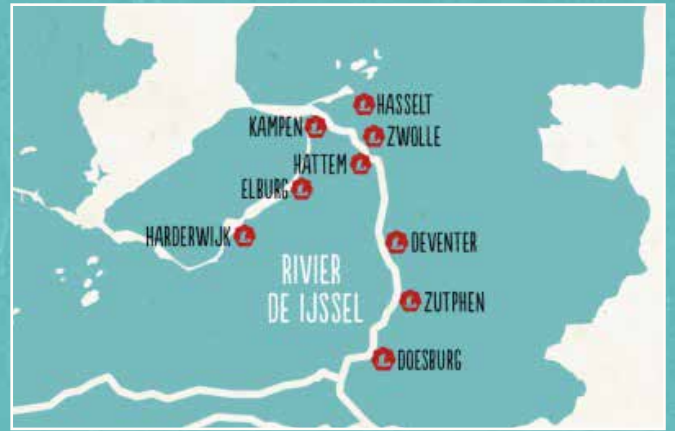 HASSELT
KAMPEN
ZWOLLE
HATTEM
ELBURG
HARDERWIJK
DEVENTER
RIVIER
DE IJSSEL
ZUTPHEN
DOESBURG